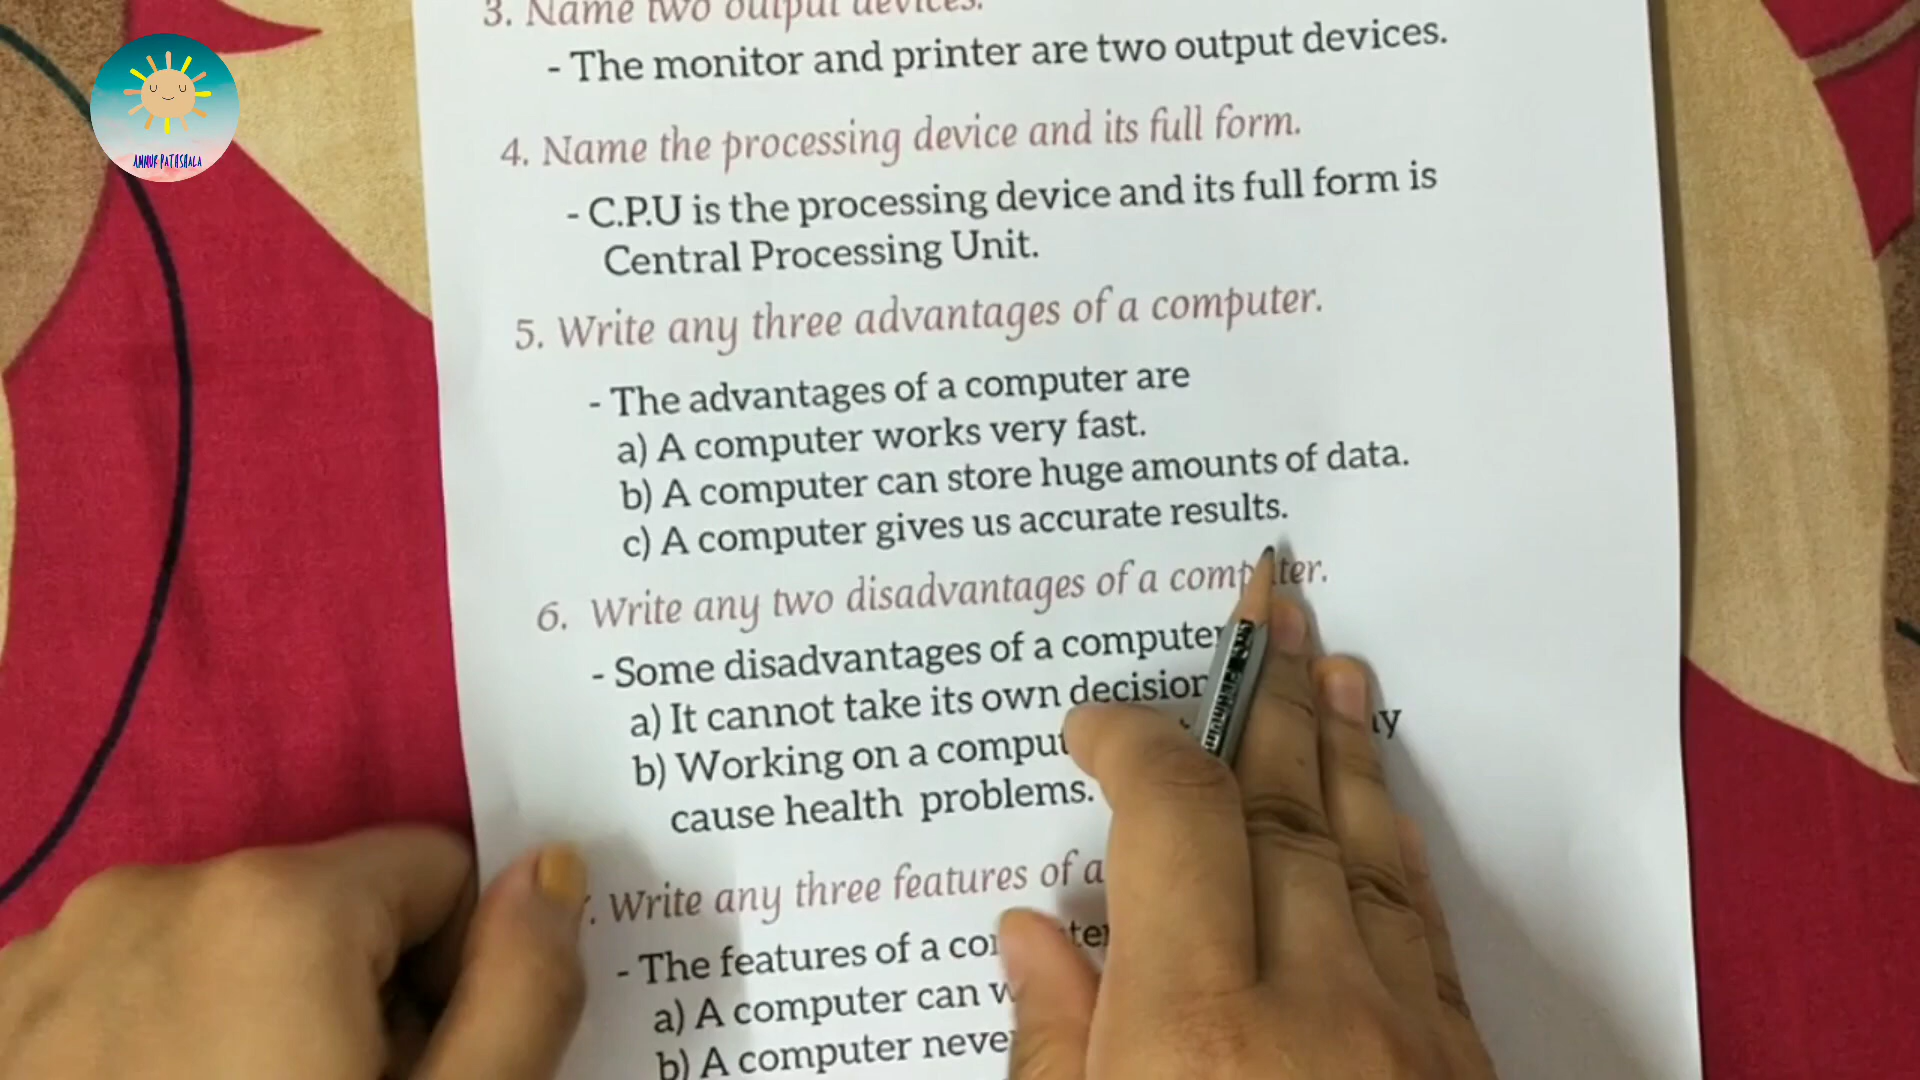 3. Name two output devices.
- The monitor and printer are two output devices.
4. Name the processing device and its full form.
- C.P.U is the processing device and its full form is
Central Processing Unit.
5. Write any three advantages of a computer.
- The advantages of a computer are
a) A computer works very fast.
b) A computer can store huge amounts of data.
c) A computer gives us accurate results.
6. Write any two disadvantages of a computer.
- Some disadvantages of a computer
a) It cannot take its own decision
b) Working on a
cause health problems.
Write any three features of a
- The features of a
a) A computer can
b) A computer